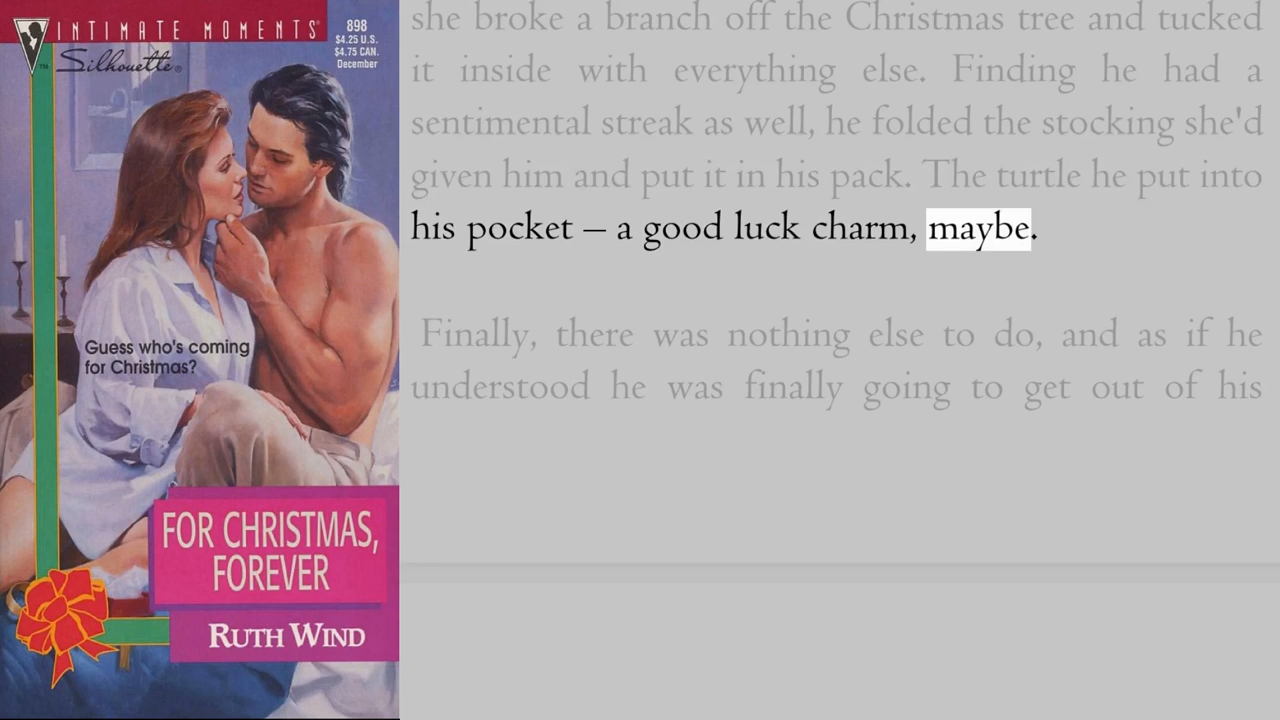 INTIMATE MOMENTS®
898
$4.25 U.S.
$4.75 CAN.
December
™
Silhouette®
Guess who's coming
for Christmas?
FOR CHRISTMAS,
FOREVER
RUTH WIND
she broke a branch off the Christmas tree and tucked
it inside with everything else. Finding he had a
sentimental streak as well, he folded the stocking she'd
given him and put it in his pack. The turtle he put into
his pocket – a good luck charm, maybe.
Finally, there was nothing else to do, and as if he
understood he was finally going to get out of his